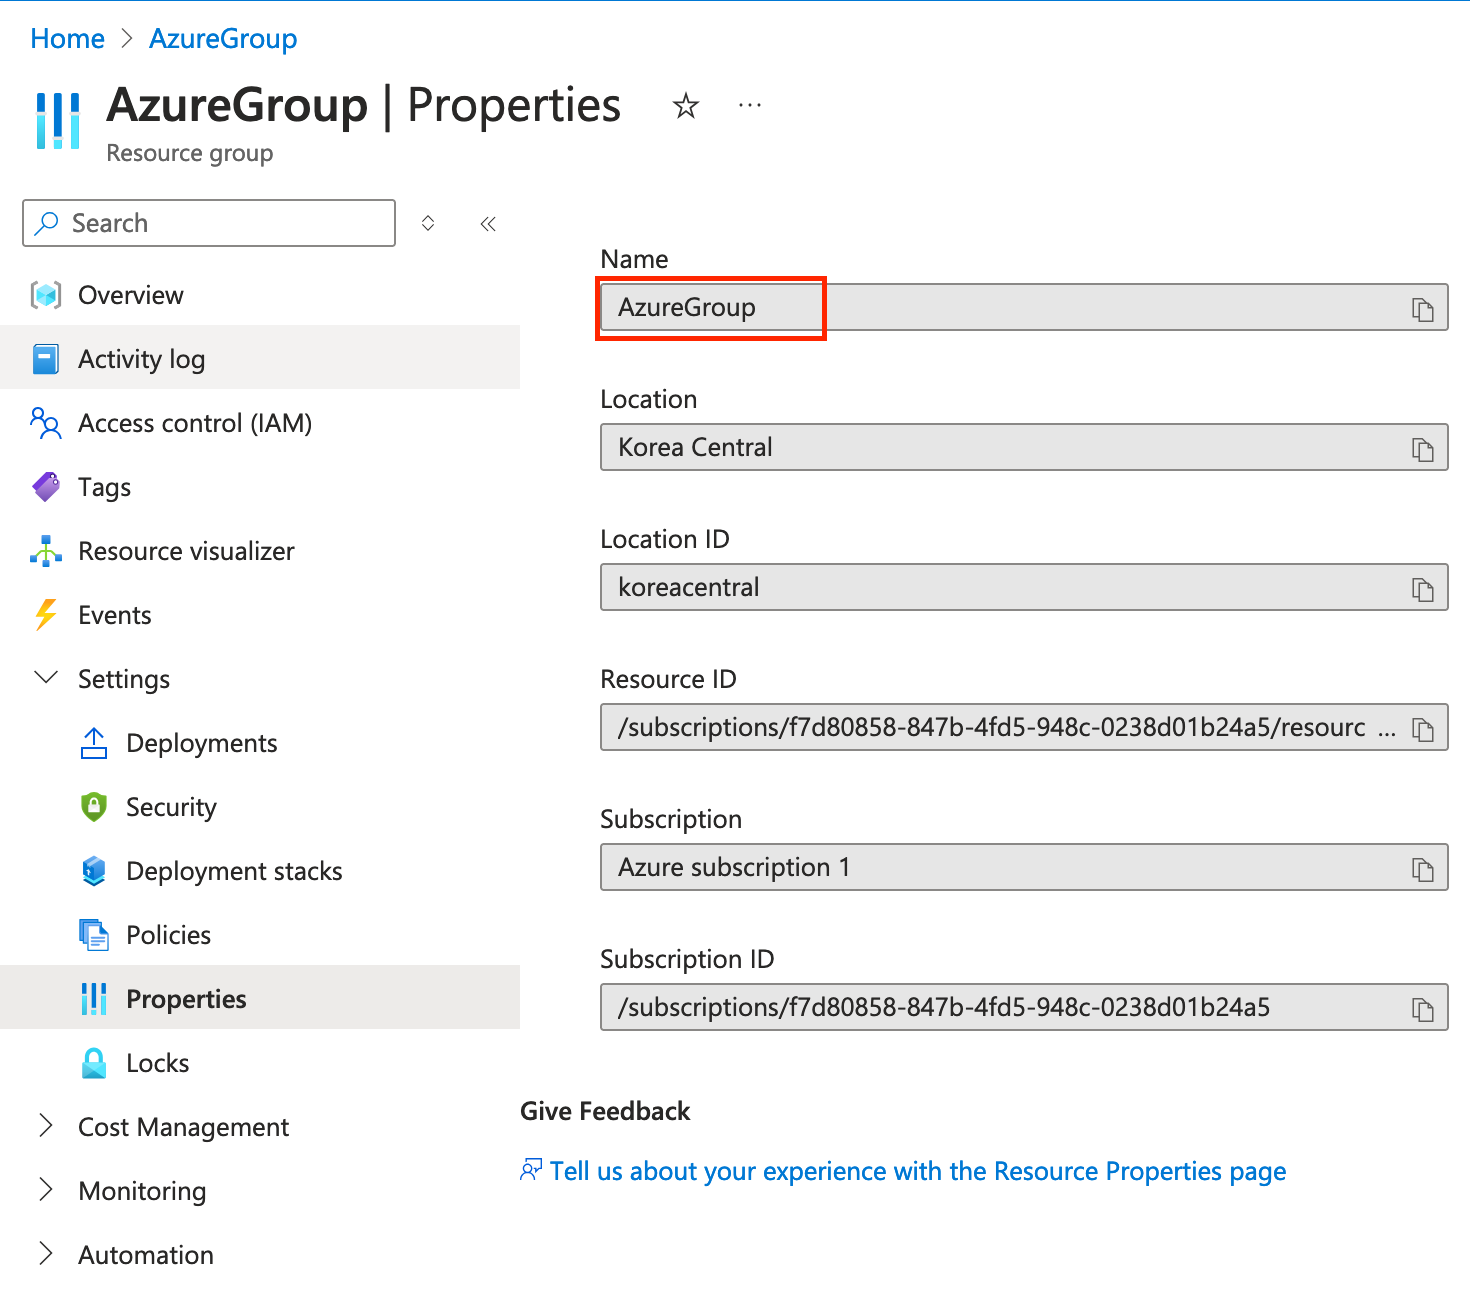 Home > AzureGroup
AzureGroup | Properties
Resource group
Search
Overview
Activity log
Access control (IAM)
Tags
Resource visualizer
Events
Settings
Deployments
Security
Deployment stacks
Policies
Properties
Locks
Cost Management
Monitoring
Automation
Name
AzureGroup
Location
Korea Central
Location ID
koreacentral
Resource ID
/subscriptions/f7d80858-847b-4fd5-948c-0238d01b24a5/resourc ...
Subscription
Azure subscription 1
Subscription ID
/subscriptions/f7d80858-847b-4fd5-948c-0238d01b24a5
Give Feedback
Tell us about your experience with the Resource Properties page